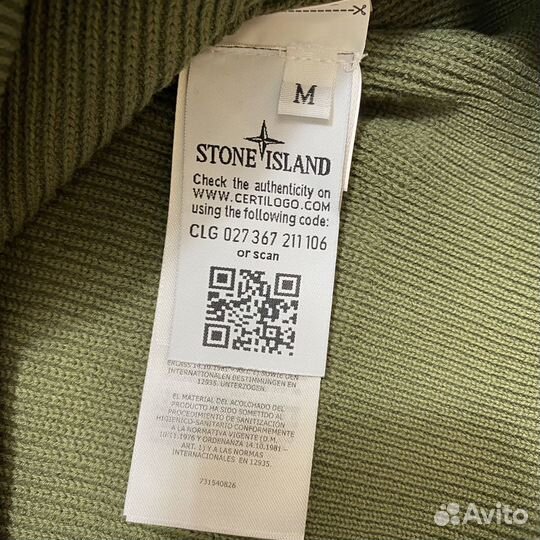 M
STONE ISLAND
Check the authenticity on
WWW.CERTILOGO.COM
using the following code:
CLG 027 367 211 106
or scan
INTERNATIONALEN BESTIMMUNGEN IN
12935. UNTERZOGEN.
EL MATERIAL DEL ACOLCHADO DEL
PRODUCTO HA SIDO SOMETIDO AL
PROCEDIMIENTO DE SANITIZACIÓN
HIGIENICO-SANITARIO CONFORMEMENTE
A LA NORMATIVA VIGENTE (D.M.
10.11.1976 Y ORDENANZA 14.10.1981 -
ART. 1) Y A LAS NORMAS
INTERNACIONALES EN 12935.
731540826
Avito